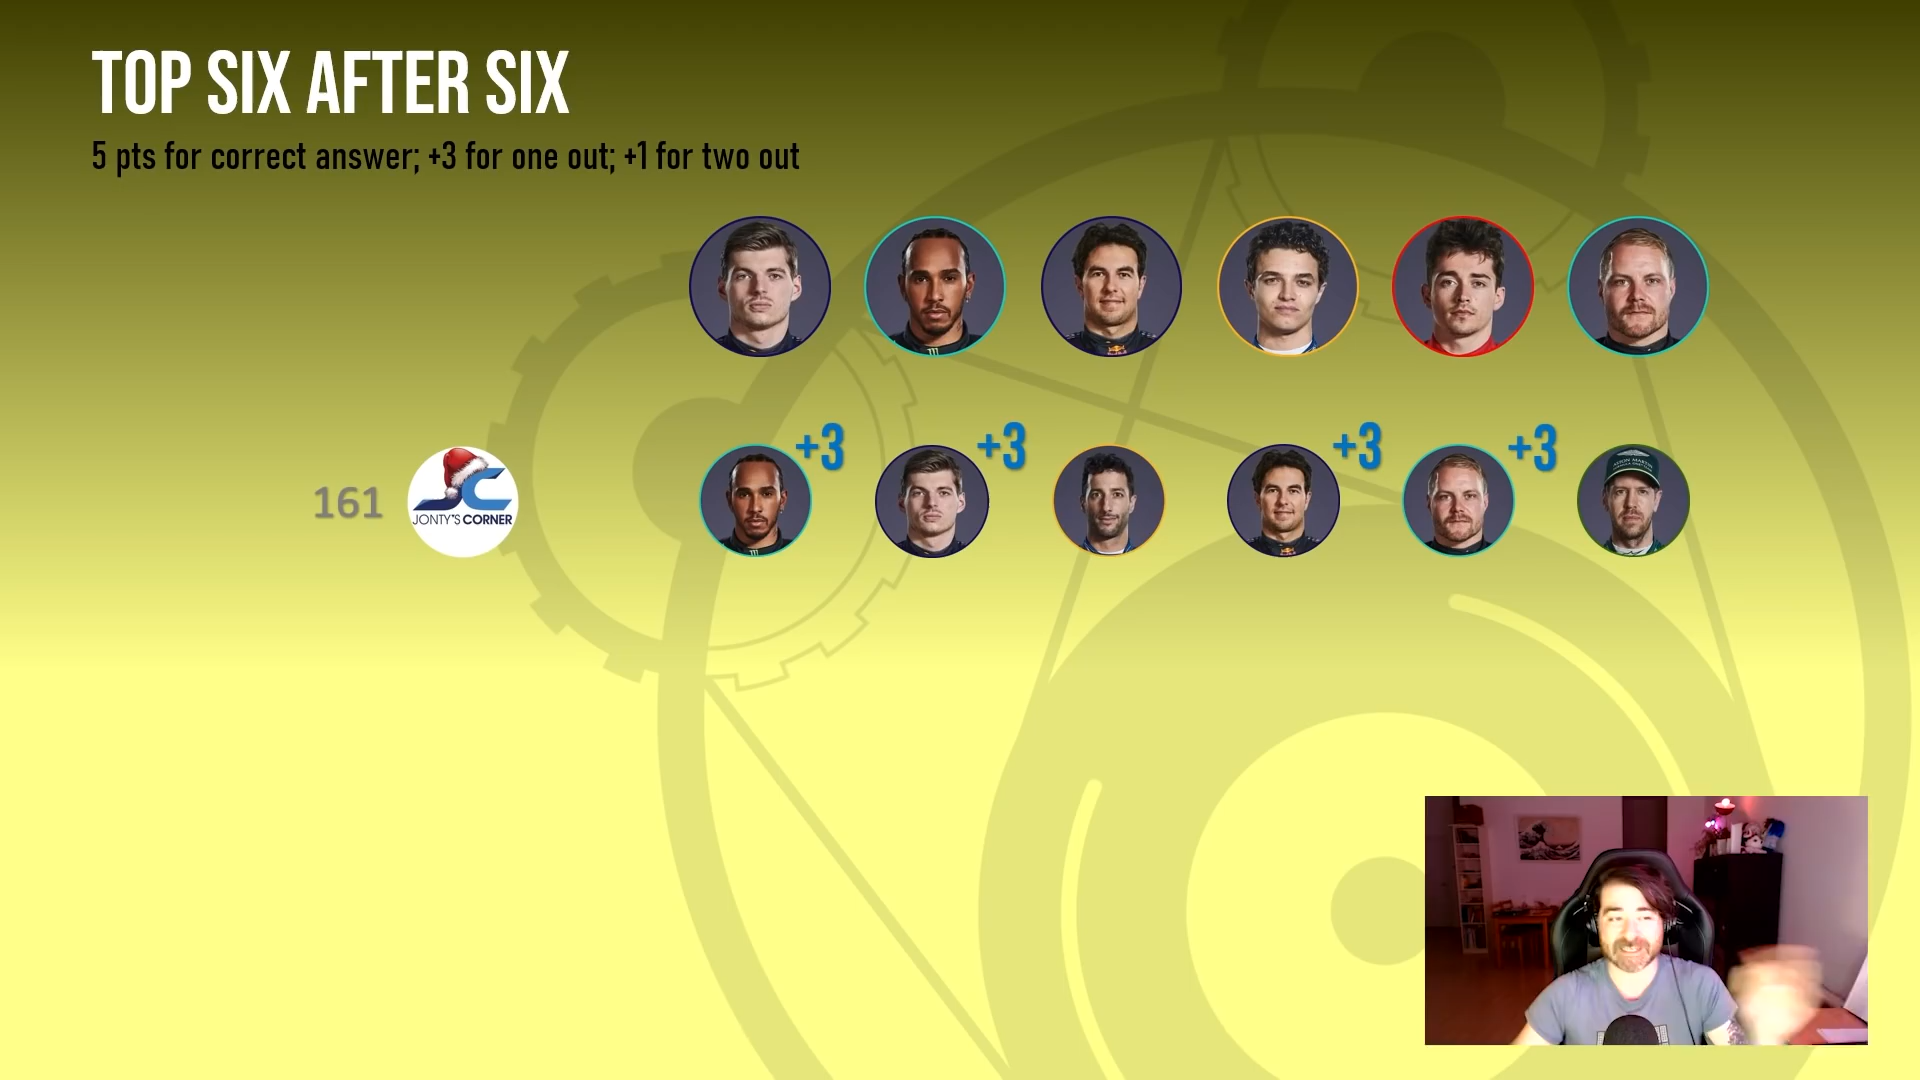 TOP SIX AFTER SIX
5 pts for correct answer; +3 for one out; +1 for two out
+3 +3 +3 +3
161
JC
JONTY'S CORNER